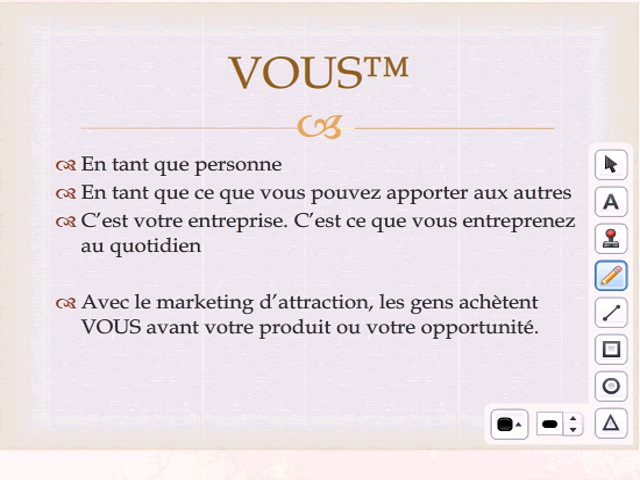 VOUS™
En tant que personne
En tant que ce que vous pouvez apporter aux autres
C’est votre entreprise. C’est ce que vous entreprenez
au quotidien
Avec le marketing d’attraction, les gens achètent
VOUS avant votre produit ou votre opportunité.
A